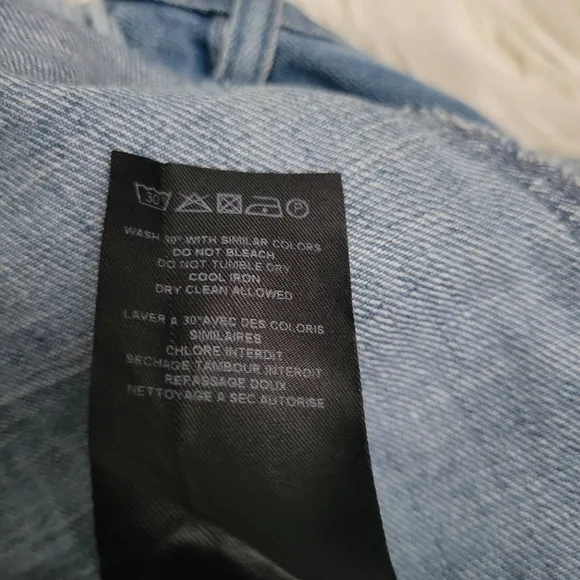 30° P
WASH 30° WITH SIMILAR COLORS
DO NOT BLEACH
DO NOT TUMBLE DRY
COOL IRON
DRY CLEAN ALLOWED
LAVER A 30°AVEC DES COLORIS
SIMILAIRES
CHLORE INTERDIT
SECHAGE TAMBOUR INTERDIT
REPASSAGE DOUX
NETTOYAGE A SEC AUTORISE